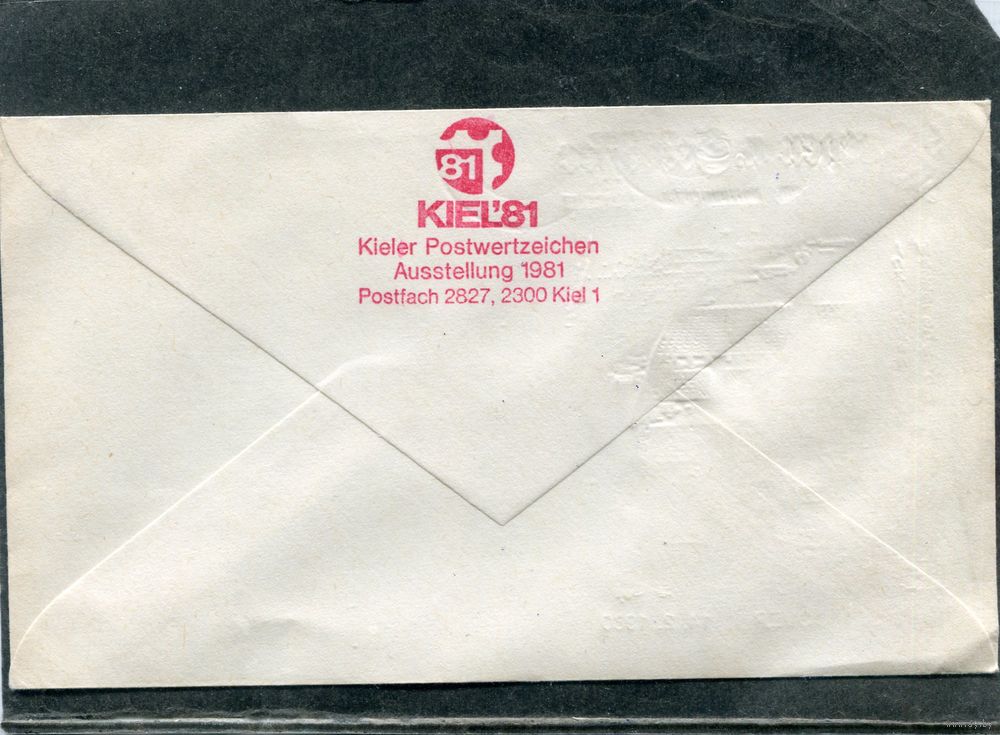 81
KIEL'81
Kieler Postwertzeichen
Ausstellung 1981
Postfach 2827, 2300 Kiel 1